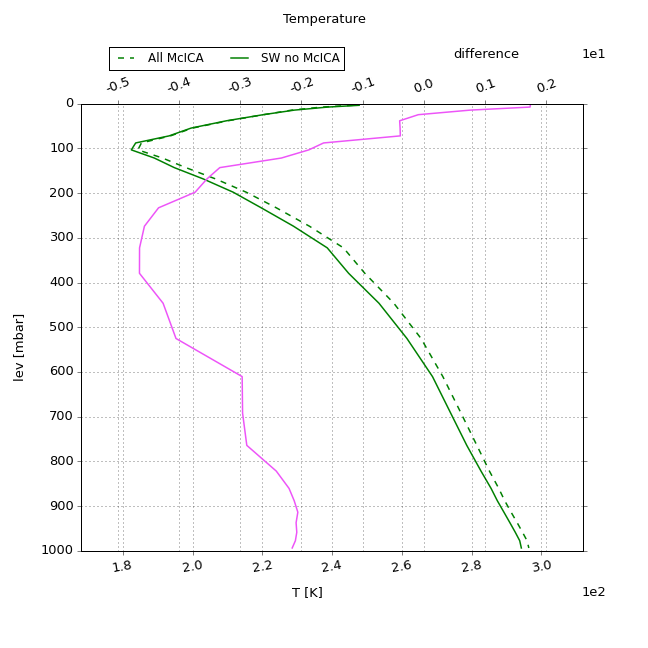 Temperature
All McICA
SW no McICA
difference
1e1
-0.5 -0.4 -0.3 -0.2 -0.1 0.0 0.1 0.2
0
100
200
300
400
500
600
700
800
900
1000
lev [mbar]
1.8 2.0 2.2 2.4 2.6 2.8 3.0
T [K]
1e2